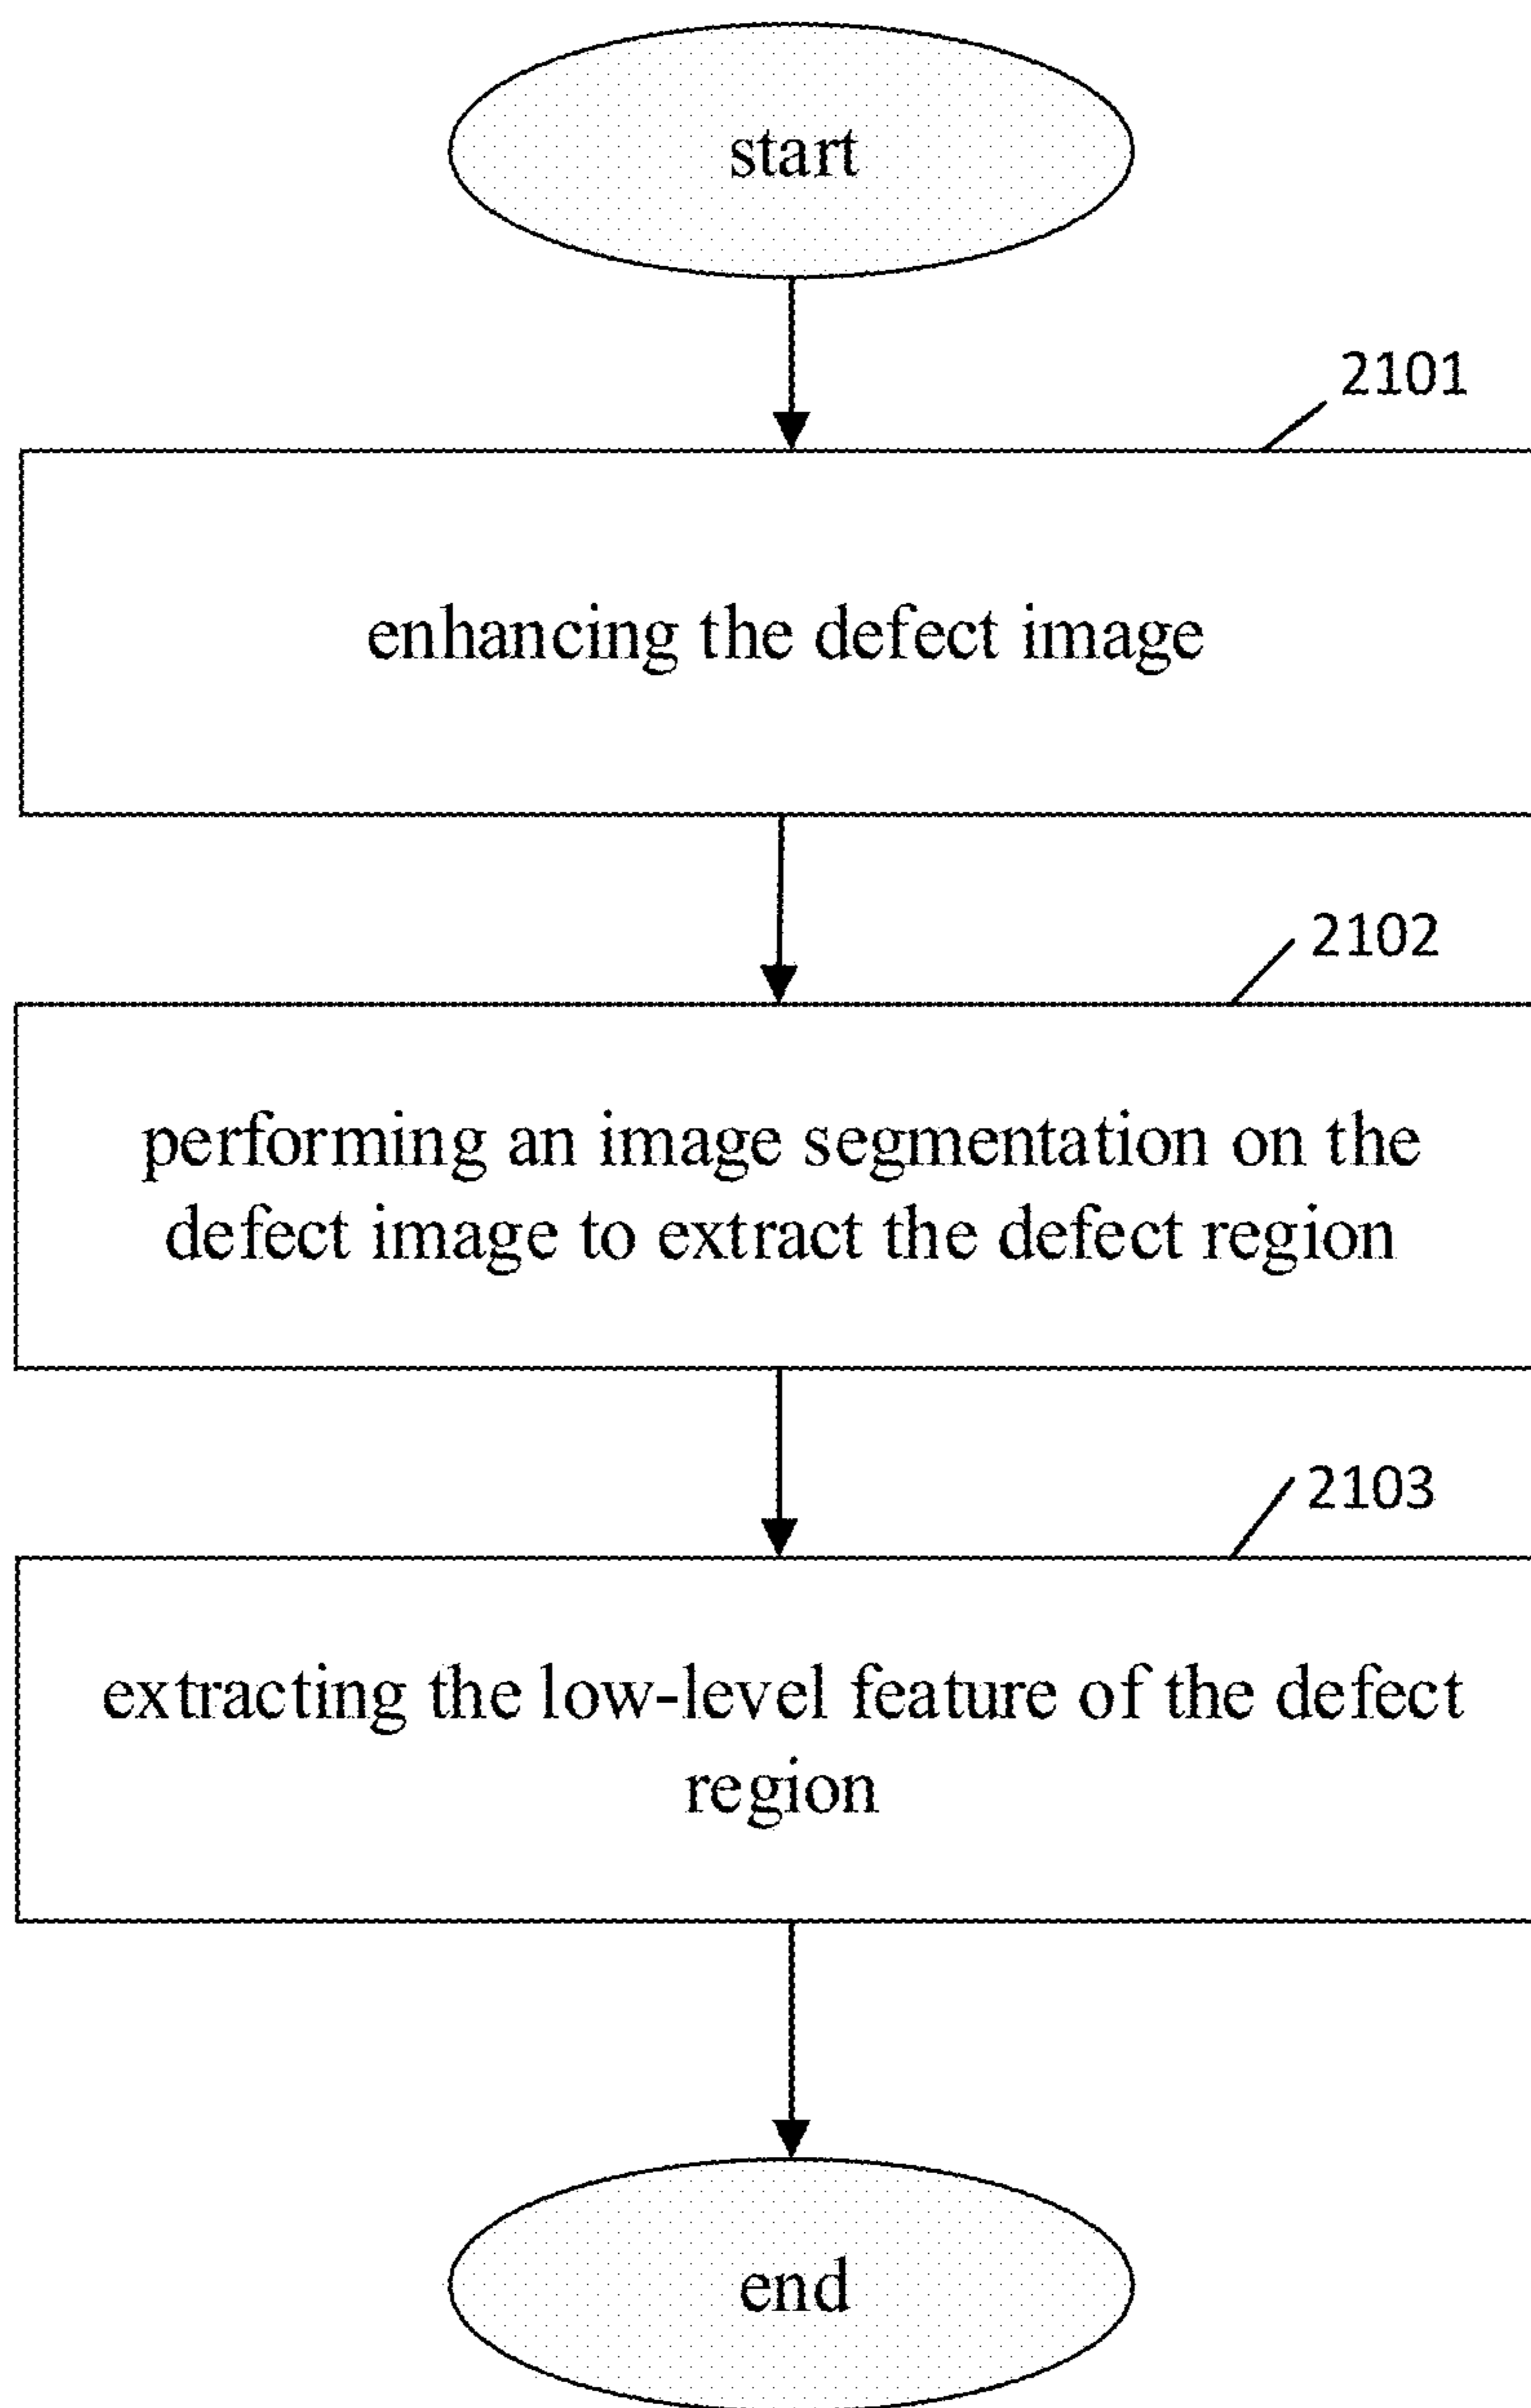 start
2101
enhancing the defect image
2102
performing an image segmentation on the
defect image to extract the defect region
2103
extracting the low-level feature of the defect
region
end